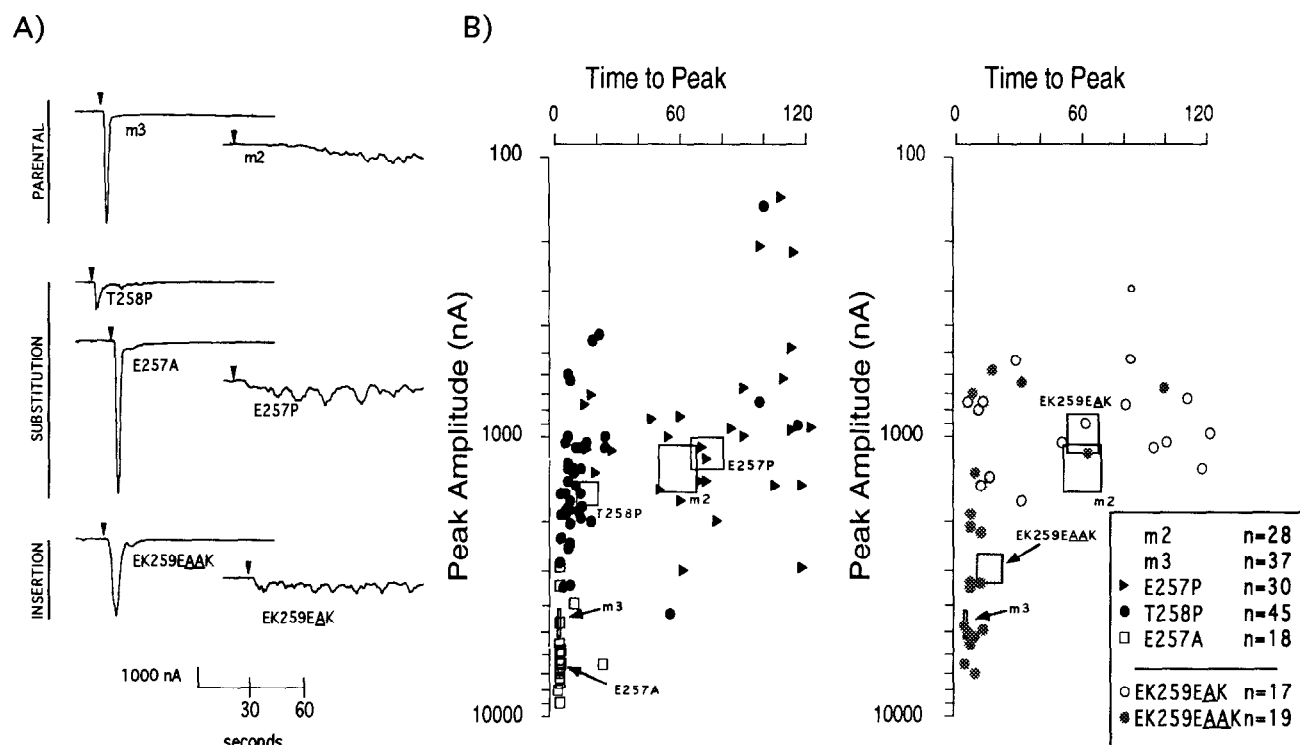 A)
PARENTAL
m3
m2
SUBSTITUTION
T258P
E257A
E257P
INSERTION
EK259EAAK
EK259EAK
1000 nA
30 60
seconds
B)
Time to Peak
0 60 120
Peak Amplitude (nA)
100
1000
10000
E257P
m2
T258P
m3
E257A
Time to Peak
0 60 120
Peak Amplitude (nA)
100
1000
10000
EK259EAK
m2
EK259EAAK
m3
m2 n=28
m3 n=37
E257P n=30
T258P n=45
E257A n=18
EK259EAK n=17
EK259EAAK n=19